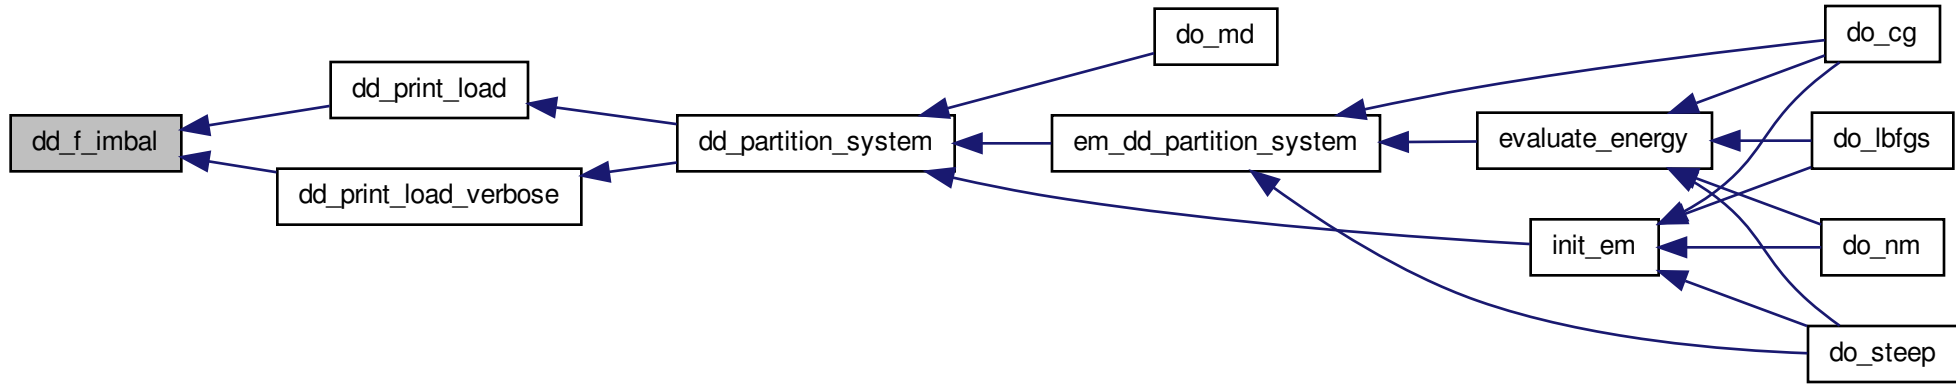 dd_f_imbal
dd_print_load
dd_print_load_verbose
dd_partition_system
do_md
em_dd_partition_system
evaluate_energy
init_em
do_cg
do_lbfgs
do_nm
do_steep